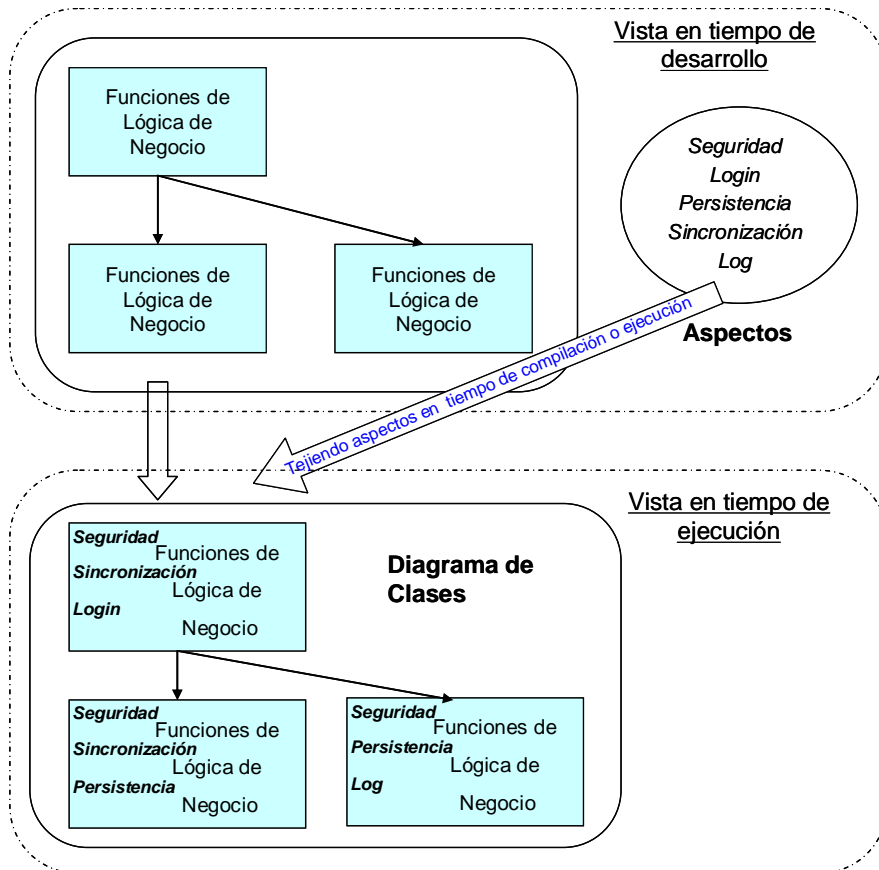 Vista en tiempo de
desarrollo
Funciones de
Lógica de
Negocio
Seguridad
Login
Persistencia
Sincronización
Log
Funciones de
Lógica de
Negocio
Funciones de
Lógica de
Negocio
Aspectos
Tejiendo aspectos en tiempo de compilación o ejecución
Vista en tiempo de
ejecución
Diagrama de
Clases
Seguridad
Funciones de
Sincronización
Lógica de
Login
Negocio
Seguridad
Funciones de
Sincronización
Lógica de
Persistencia
Negocio
Seguridad
Funciones de
Persistencia
Lógica de
Log
Negocio